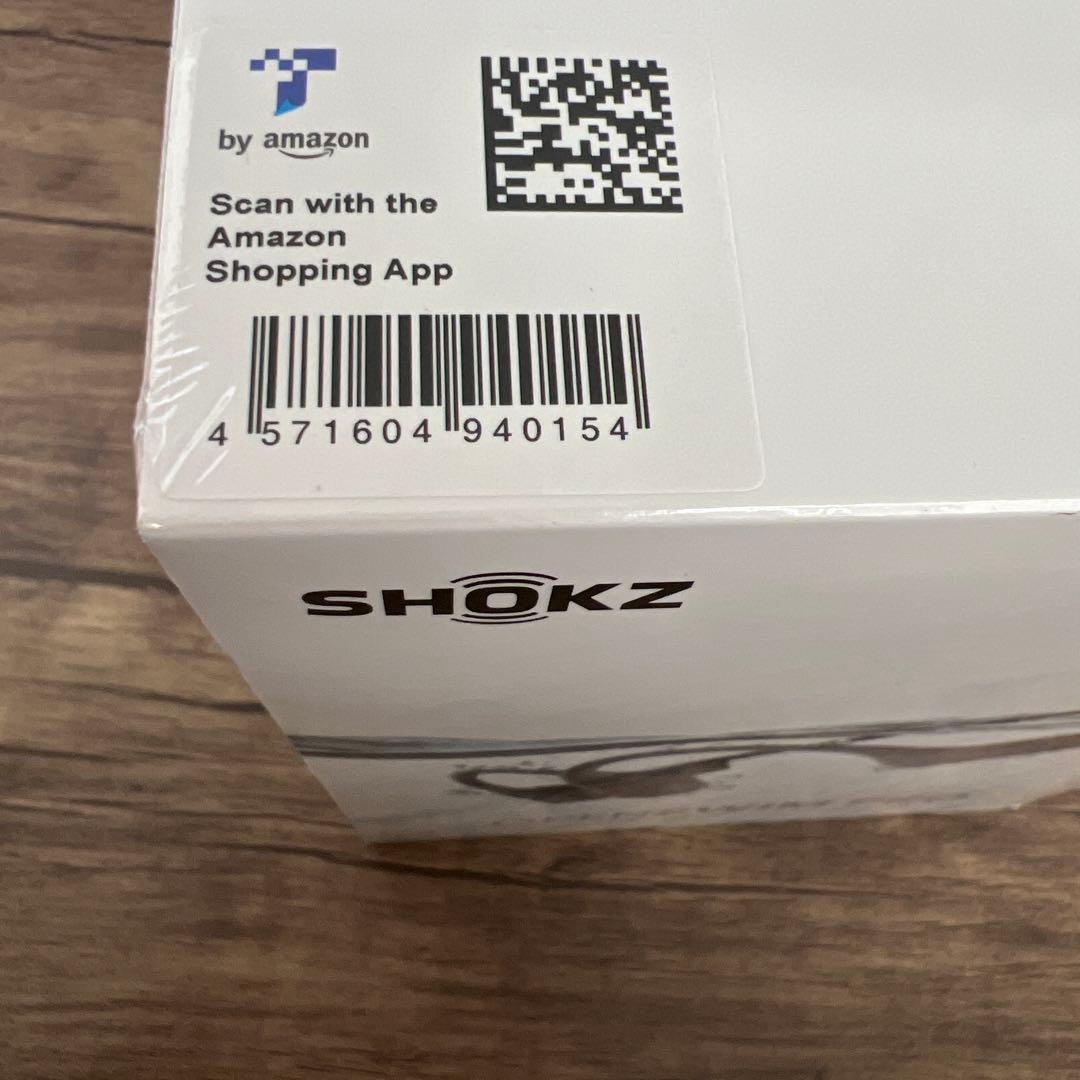 by amazon
Scan with the
Amazon
Shopping App
4 571604 940154
SHOKZ